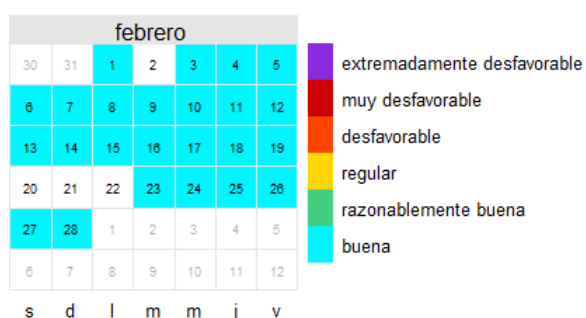 febrero
30 31 1 2 3 4 5
6 7 8 9 10 11 12
13 14 15 16 17 18 19
20 21 22 23 24 25 26
27 28 1 2 3 4 5
6 7 8 9 10 11 12
s d l m m j v
extremadamente desfavorable
muy desfavorable
desfavorable
regular
razonablemente buena
buena